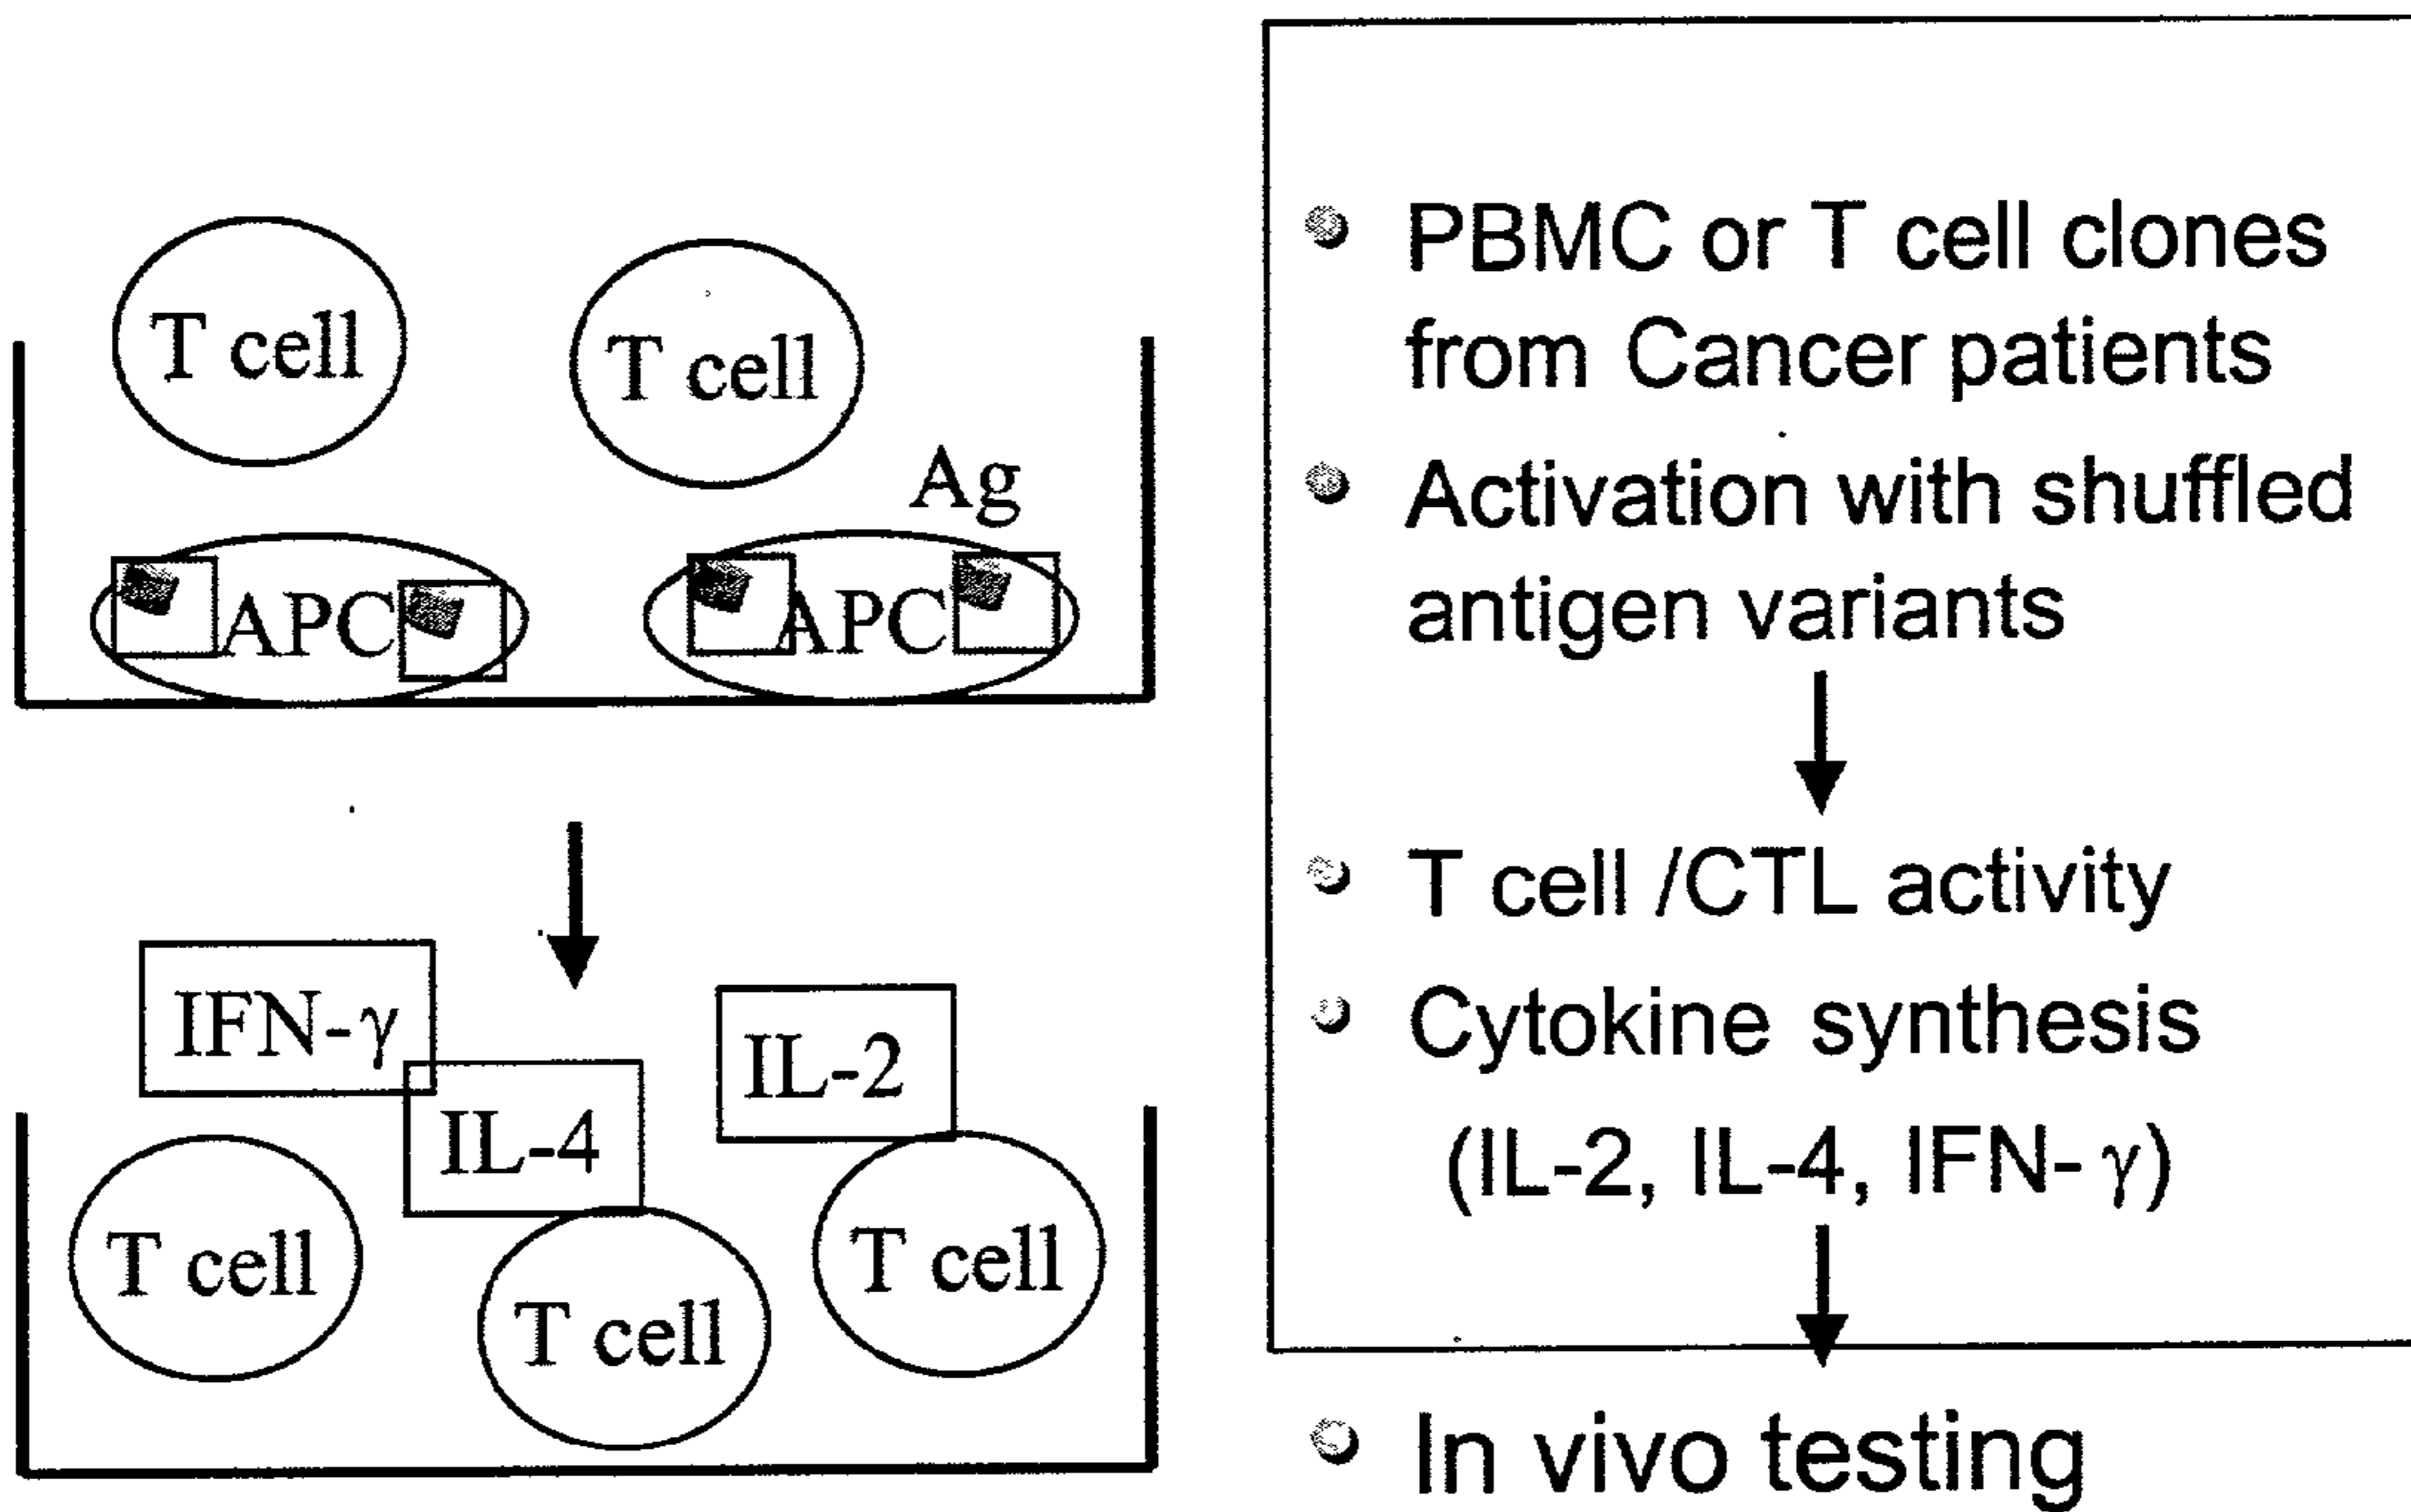 T cell
T cell
Ag
APC
APC
IFN-γ
IL-4
IL-2
T cell
T cell
T cell
PBMC or T cell clones
from Cancer patients
Activation with shuffled
antigen variants
T cell /CTL activity
Cytokine synthesis
(IL-2, IL-4, IFN- γ)
In vivo testing